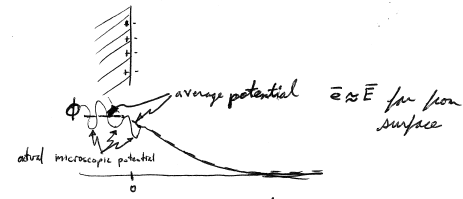 + -
+ -
+ -
+ -
average potential
ē ≈ Ē far from
surface
Φ
actual microscopic potential
0